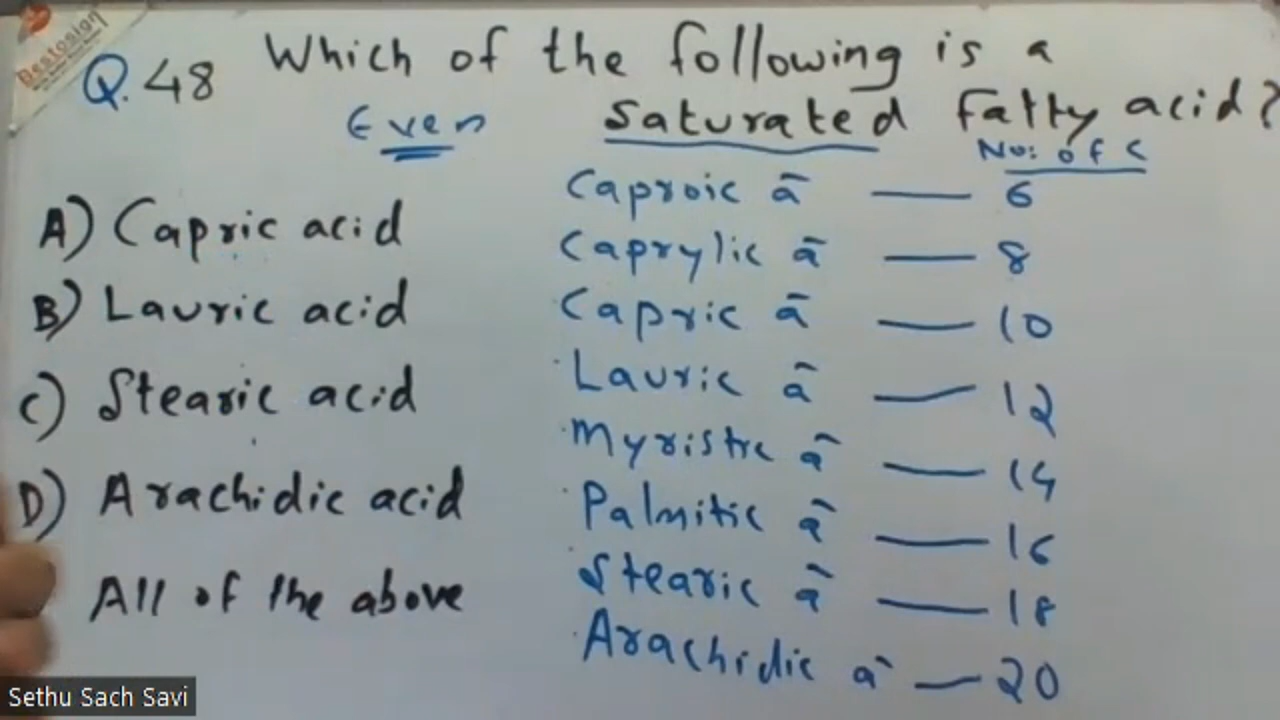 Bestosign
Q.48 Which of the following is a
Saturated Fatty acid?
Even
No: of C
A) Capric acid
B) Lauric acid
C) Stearic acid
D) Arachidic acid
All of the above
Caproic a — 6
Caprylic a — 8
Capric a — 10
Lauric a — 12
Myristic a — 14
Palmitic a — 16
Stearic a — 18
Arachidic a — 20
Sethu Sach Savi